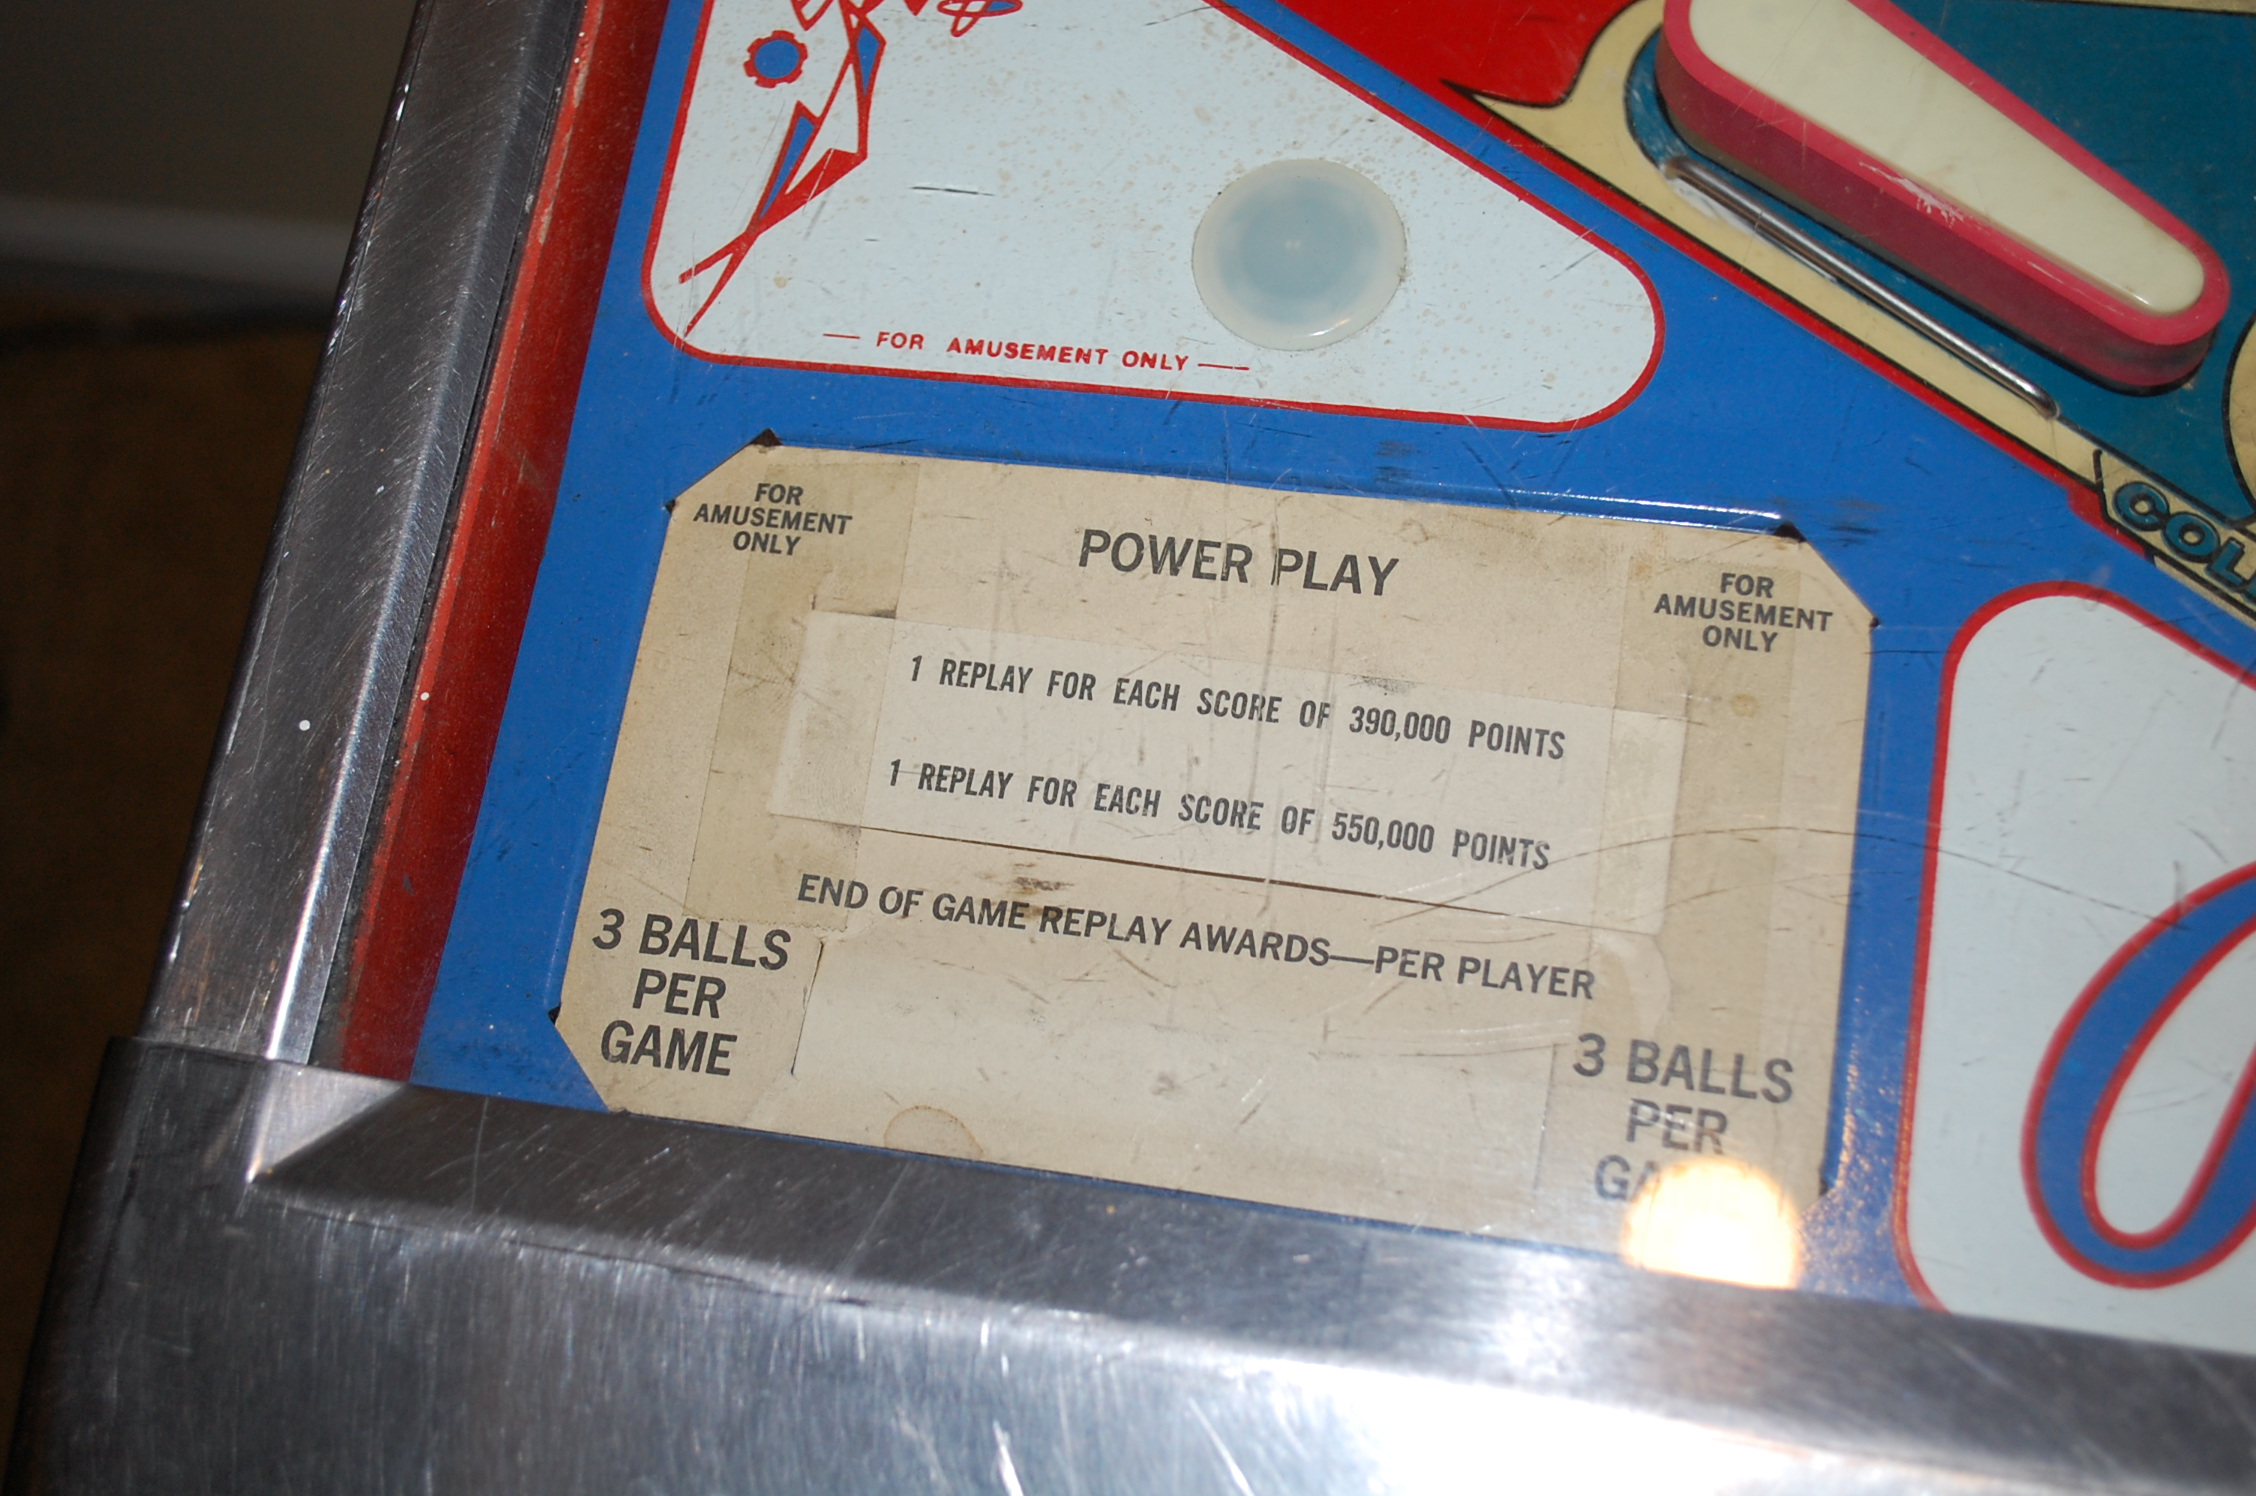 — FOR AMUSEMENT ONLY —
COL
FOR
AMUSEMENT
ONLY
POWER PLAY
FOR
AMUSEMENT
ONLY
1 REPLAY FOR EACH SCORE OF 390,000 POINTS
1 REPLAY FOR EACH SCORE OF 550,000 POINTS
END OF GAME REPLAY AWARDS—PER PLAYER
3 BALLS
PER
GAME
3 BALLS
PER